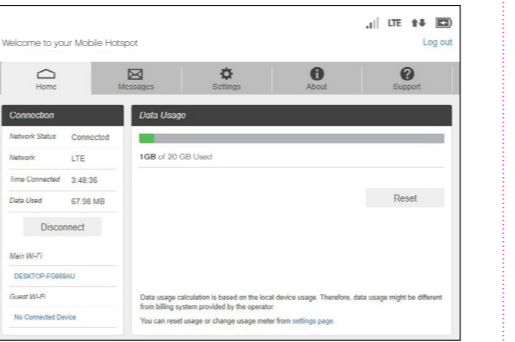 LTE
Welcome to your Mobile Hotspot
Log out
Home
Messages
Settings
About
Support
Connection
Network Status Connected
Network LTE
Time Connected 3:48:36
Data Used 67.98 MB
Disconnect
Main Wi-Fi
DESKTOP-FG988AU
Guest Wi-Fi
No Connected Device
Data Usage
1GB of 20 GB Used
Reset
Data usage calculation is based on the local device usage. Therefore, data usage might be different
from billing system provided by the operator.
You can reset usage or change usage meter from settings page.